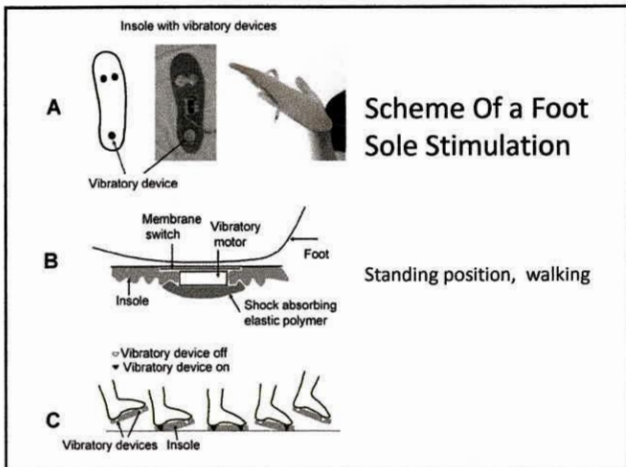 Insole with vibratory devices
A
Scheme Of a Foot
Sole Stimulation
Vibratory device
Membrane
switch
Vibratory
motor
B
Foot
Standing position, walking
Insole
Shock absorbing
elastic polymer
Vibratory device off
Vibratory device on
C
Vibratory devices
Insole